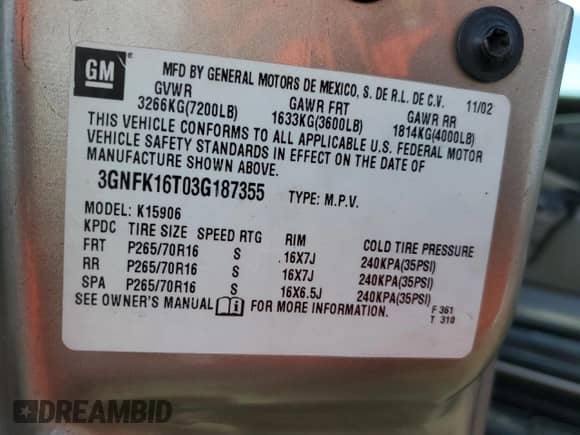 GM
MFD BY GENERAL MOTORS DE MEXICO, S. DE R.L. DE C.V. 11/02
GVWR GAWR FRT GAWR RR
3266KG(7200LB) 1633KG(3600LB) 1814KG(4000LB)
THIS VEHICLE CONFORMS TO ALL APPLICABLE U.S. FEDERAL MOTOR
VEHICLE SAFETY STANDARDS IN EFFECT ON THE DATE OF
MANUFACTURE SHOWN ABOVE.
3GNFK16T03G187355 TYPE: M.P.V.
MODEL: K15906
KPDC TIRE SIZE SPEED RTG RIM COLD TIRE PRESSURE
FRT P265/70R16 S 16X7J 240KPA(35PSI)
RR P265/70R16 S 16X7J 240KPA(35PSI)
SPA P265/70R16 S 16X6.5J 240KPA(35PSI)
SEE OWNER'S MANUAL FOR MORE INFORMATION.
F 361
T 310
DREAMBID